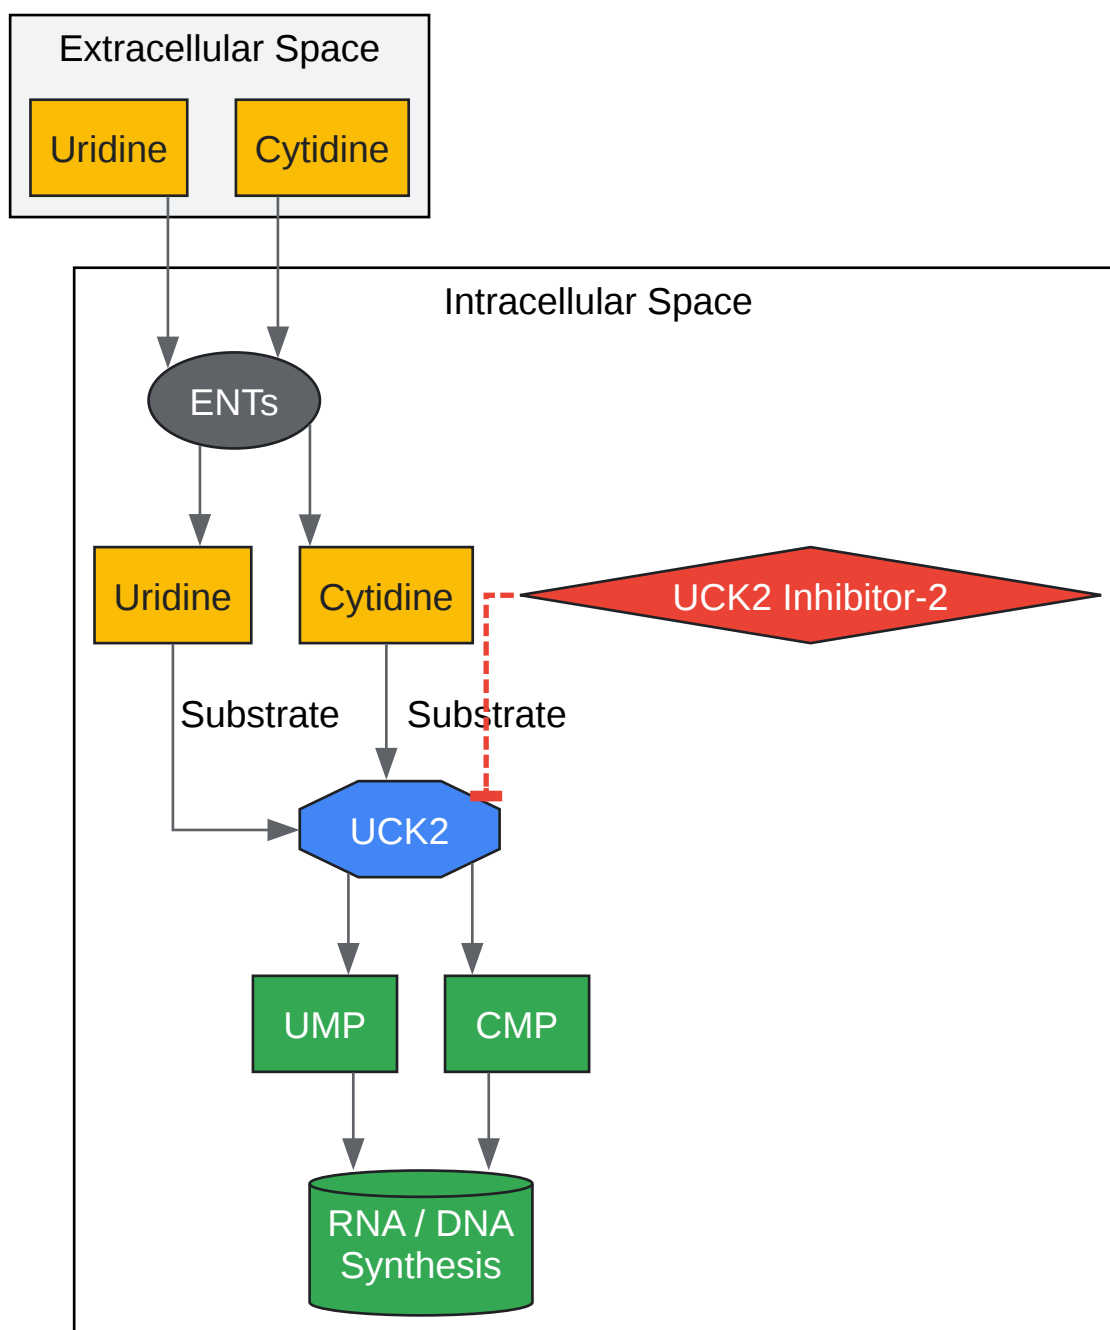 Extracellular Space
Uridine
Cytidine
Intracellular Space
ENTs
Uridine
Cytidine
UCK2 Inhibitor-2
Substrate
Substrate
UCK2
UMP
CMP
RNA / DNA
Synthesis